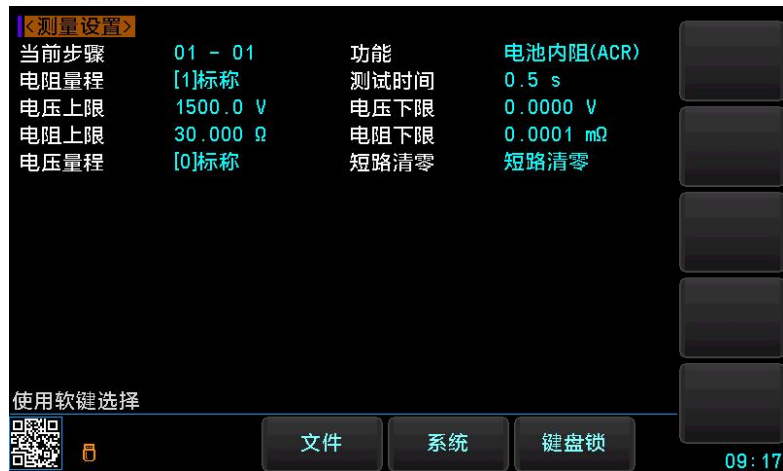 <测量设置>
当前步骤 01 - 01 功能 电池内阻(ACR)
电阻量程 [1]标称 测试时间 0.5 s
电压上限 1500.0 V 电压下限 0.0000 V
电阻上限 30.000 Ω 电阻下限 0.0001 mΩ
电压量程 [0]标称 短路清零 短路清零
使用软键选择
文件 系统 键盘锁
09:17